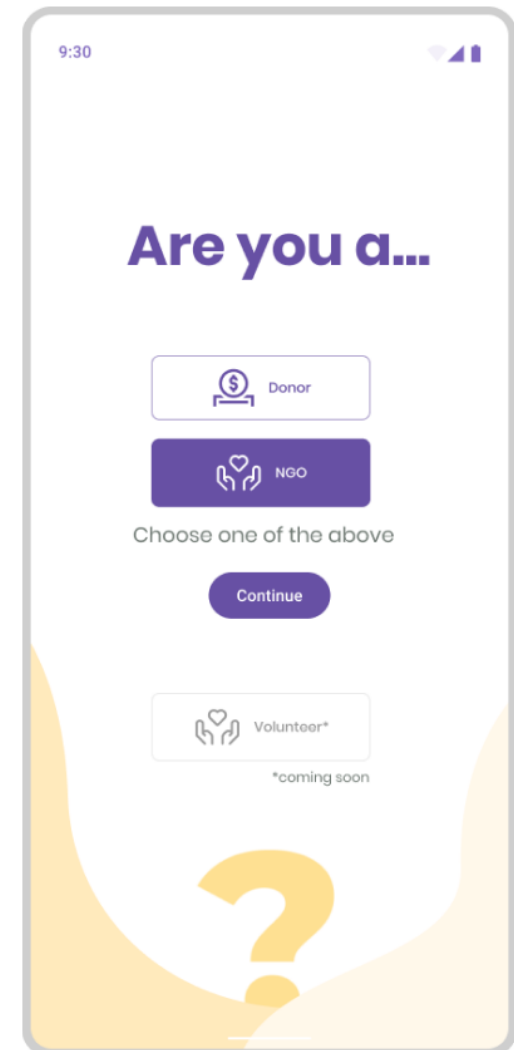 9:30
Are you a...
$ Donor
NGO
Choose one of the above
Continue
Volunteer*
*coming soon
?